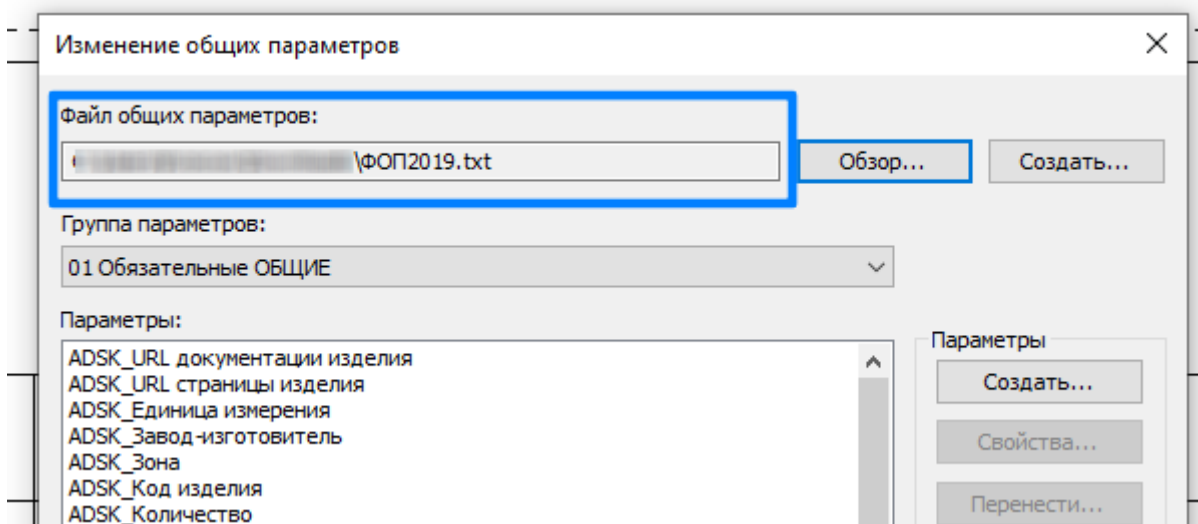 Изменение общих параметров
Файл общих параметров:
\ФОП2019.txt
Обзор...
Создать...
Группа параметров:
01 Обязательные ОБЩИЕ
Параметры:
ADSK_URL документации изделия
ADSK_URL страницы изделия
ADSK_Единица измерения
ADSK_Завод-изготовитель
ADSK_Зона
ADSK_Код изделия
ADSK_Количество
Параметры
Создать...
Свойства...
Перенести...